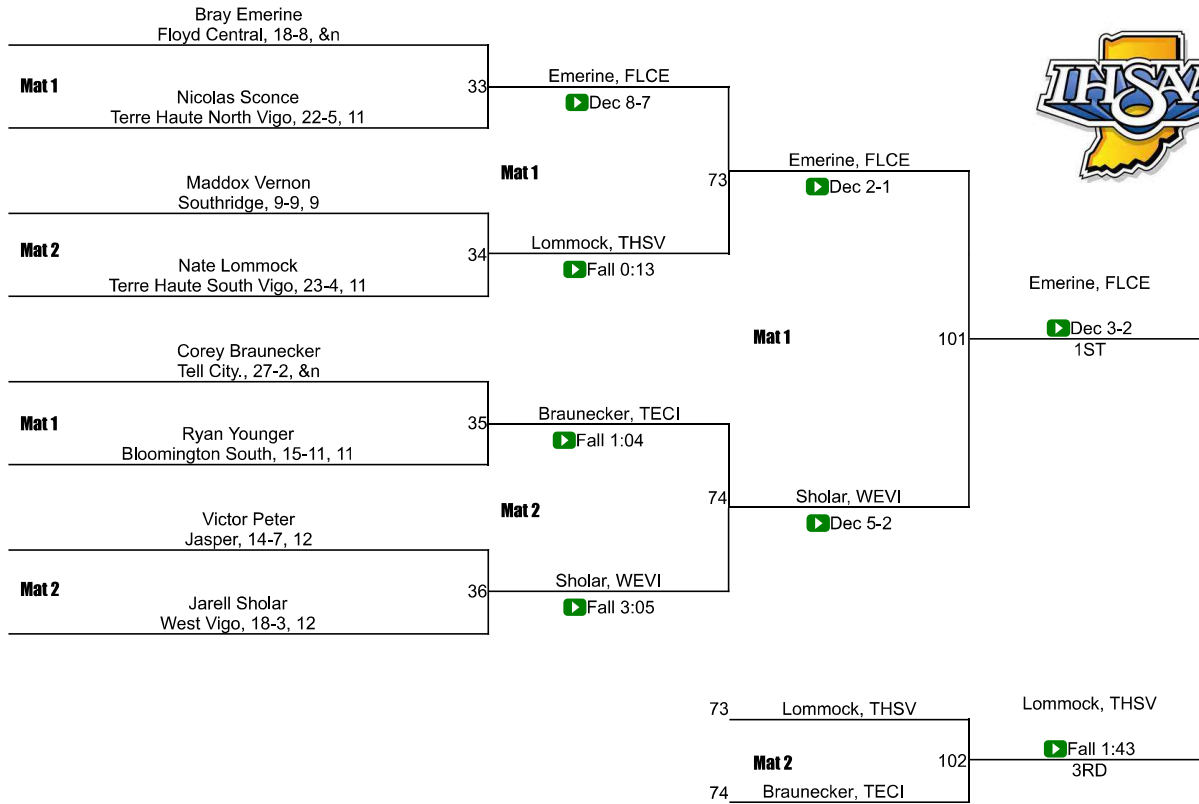 Bray Emerine
Floyd Central, 18-8, &n
Mat 1
33
Nicolas Sconce
Terre Haute North Vigo, 22-5, 11
Emerine, FLCE
Dec 8-7
Maddox Vernon
Southridge, 9-9, 9
Mat 2
34
Nate Lommock
Terre Haute South Vigo, 23-4, 11
Lommock, THSV
Fall 0:13
Mat 1
73
Emerine, FLCE
Dec 2-1
Corey Braunecker
Tell City., 27-2, &n
Mat 1
35
Ryan Younger
Bloomington South, 15-11, 11
Braunecker, TECI
Fall 1:04
Victor Peter
Jasper, 14-7, 12
Mat 2
36
Jarell Sholar
West Vigo, 18-3, 12
Sholar, WEVI
Fall 3:05
Mat 2
74
Sholar, WEVI
Dec 5-2
Mat 1
101
Emerine, FLCE
Dec 3-2
1ST
IHSAA
73
Lommock, THSV
Mat 2
102
74
Braunecker, TECI
Lommock, THSV
Fall 1:43
3RD